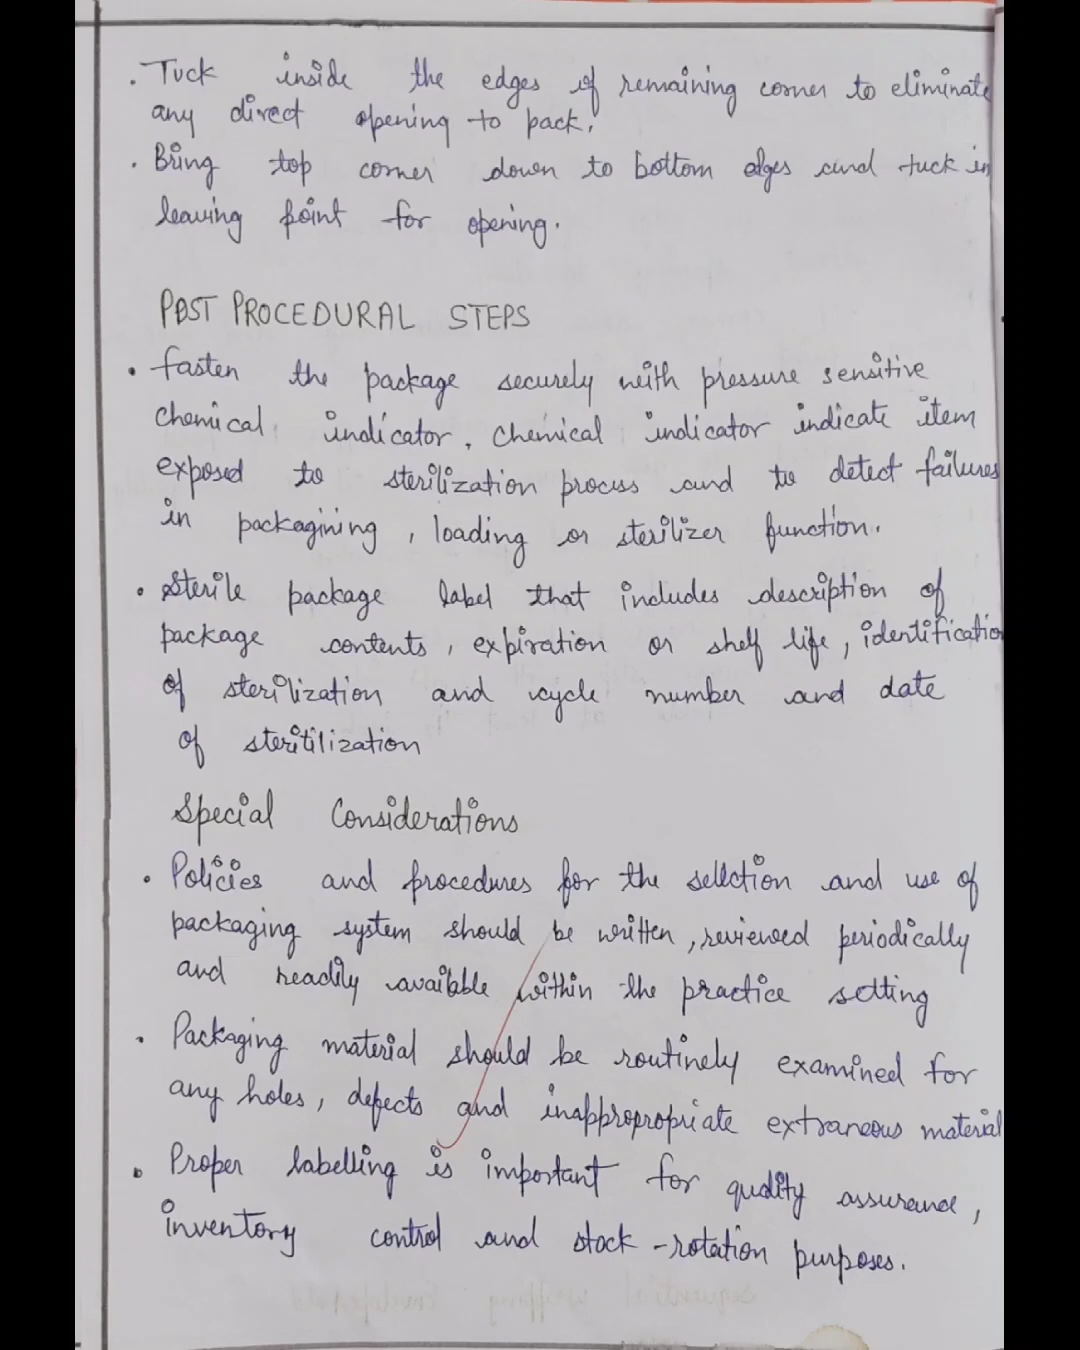 . Tuck inside the edges of remaining corner to eliminate
any direct opening to pack.
. Bring top corner down to bottom edges and tuck in
leaving point for opening.
POST PROCEDURAL STEPS
. fasten the package securely with pressure sensitive
chemical indicator, chemical indicator indicate item
exposed to sterilization process and to detect failures
in packagining, loading or sterilizer function.
. Sterile package label that includes description of
package contents, expiration or shelf life, identification
of sterilization and cycle number and date
of steritilization
Special Considerations
. Policies and procedures for the selection and use of
packaging system should be written, reviewed periodically
and readily available within the practice setting
. Packaging material should be routinely examined for
any holes, defects and inappropropriate extraneous material
. Proper labelling is important for quality assurance,
inventory control and stock-rotation purposes.